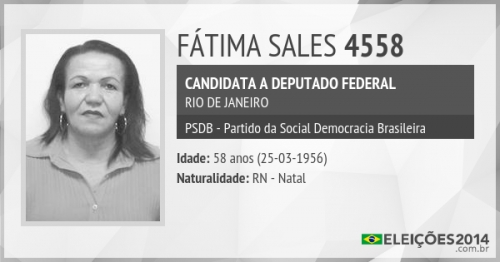 FÁTIMA SALES 4558
CANDIDATA A DEPUTADO FEDERAL
RIO DE JANEIRO
PSDB - Partido da Social Democracia Brasileira
Idade: 58 anos (25-03-1956)
Naturalidade: RN - Natal
ELEIÇÕES2014
.com.br